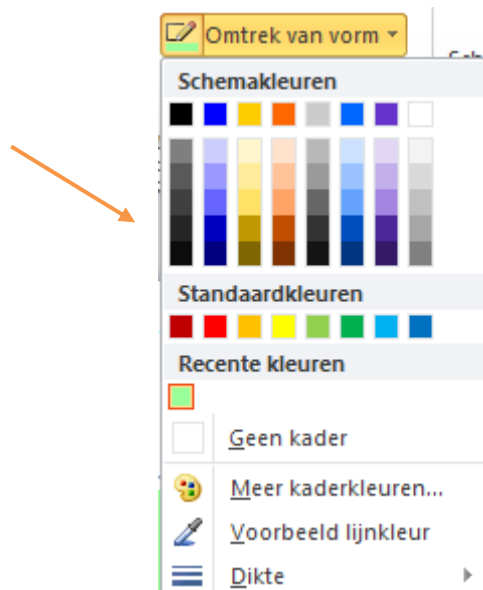 Omtrek van vorm
Schemakleuren
Standaardkleuren
Recente kleuren
Geen kader
Meer kaderkleuren...
Voorbeeld lijnkleur
Dikte